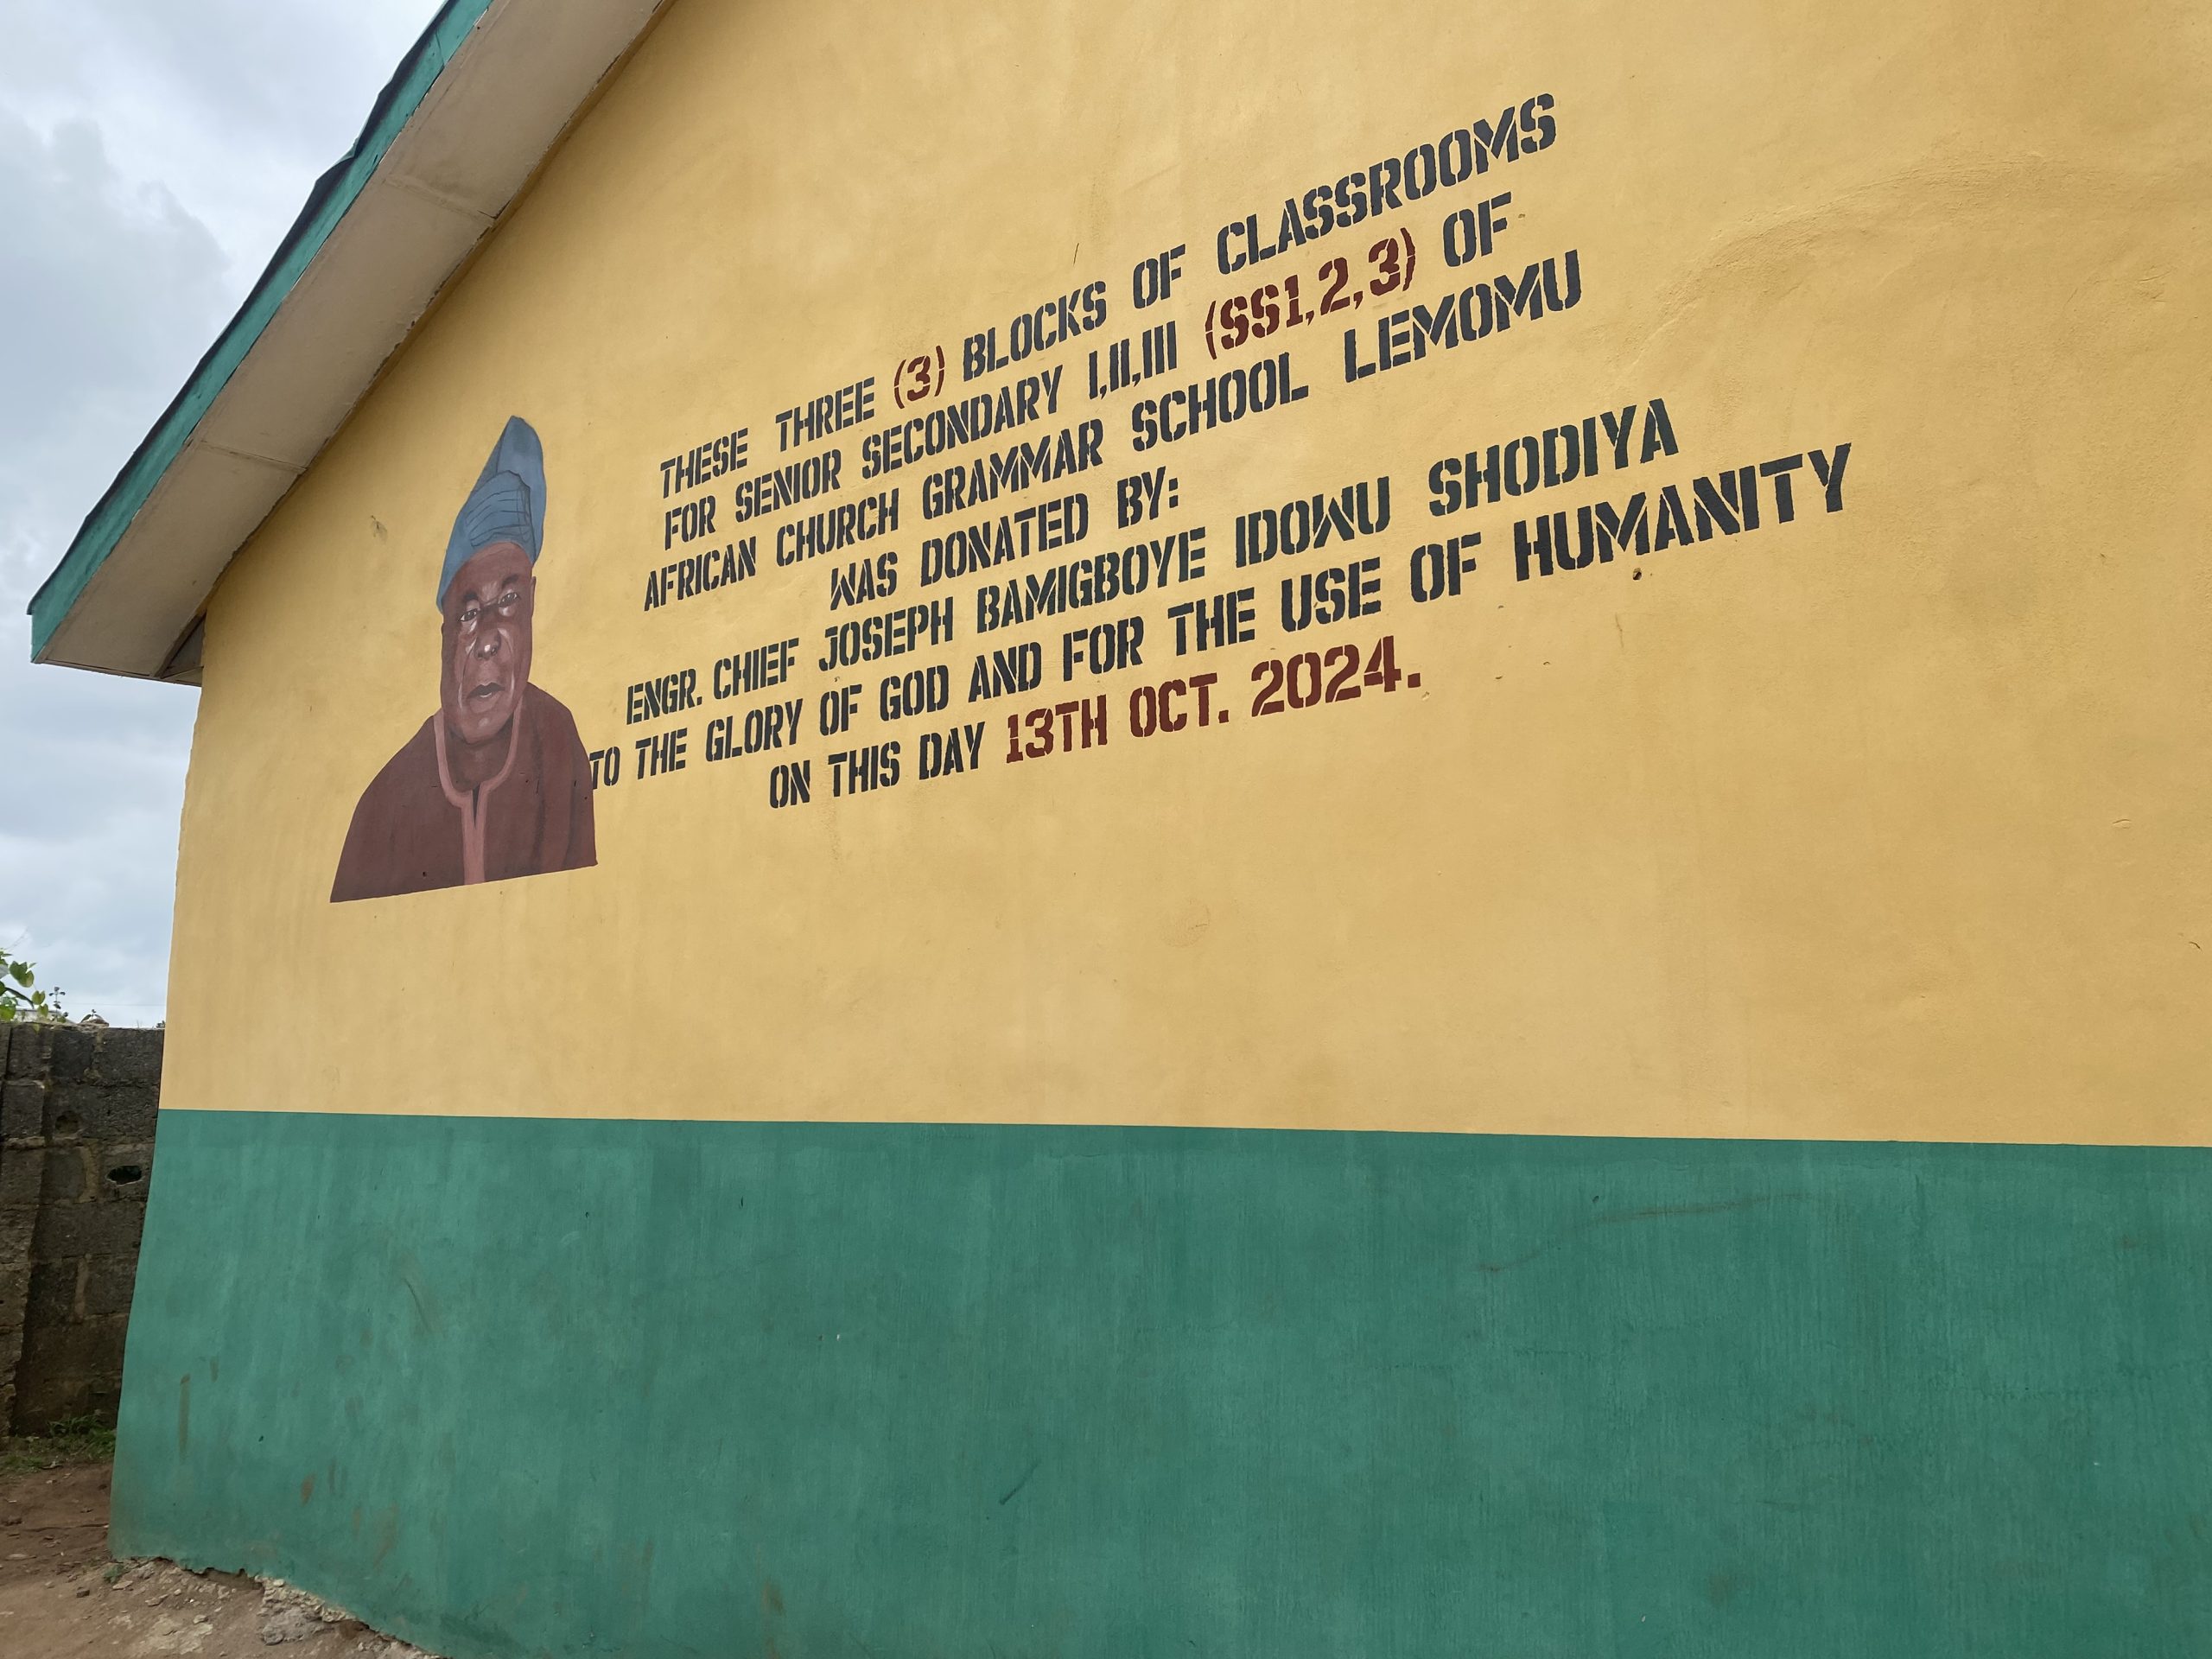 THESE THREE (3) BLOCKS OF CLASSROOMS
FOR SENIOR SECONDARY I,II,III (SS1,2,3) OF
AFRICAN CHURCH GRAMMAR SCHOOL LEMOMU
WAS DONATED BY:
ENGR. CHIEF JOSEPH BAMIGBOYE IDOWU SHODIYA
TO THE GLORY OF GOD AND FOR THE USE OF HUMANITY
ON THIS DAY 13TH OCT. 2024.